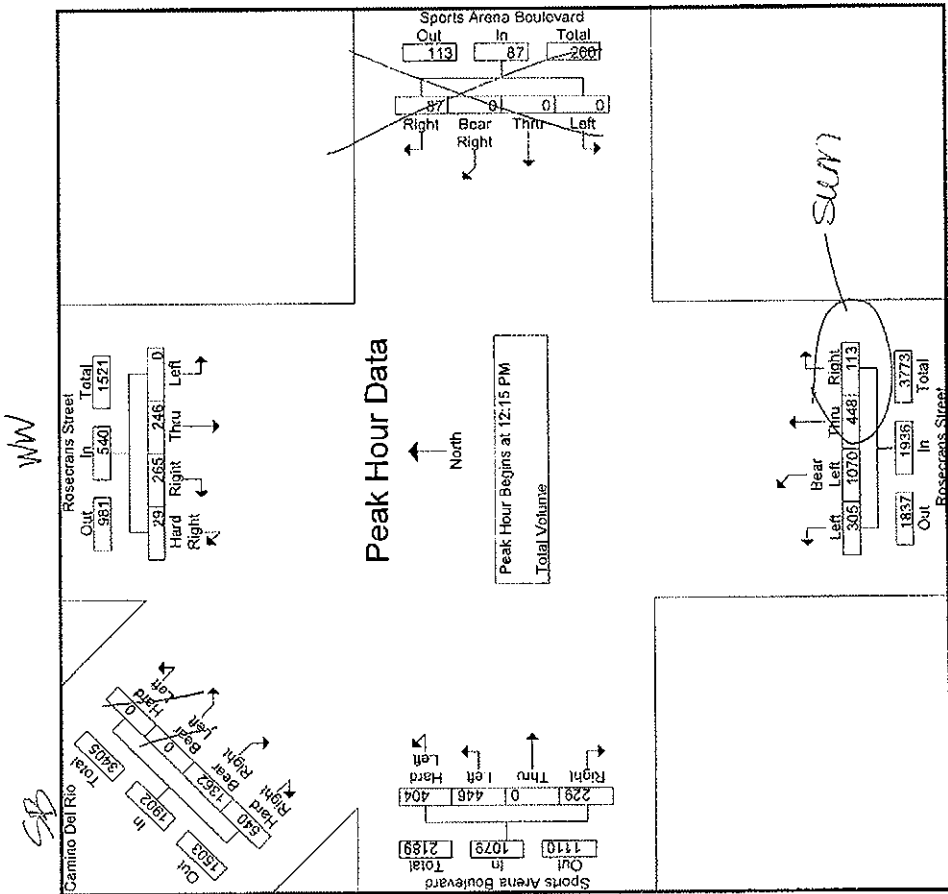 Sports Arena Boulevard
Out In Total
113 87 200
87 0 0 0
Right Bear Right Thru Left
sum
WW
Rosecrans Street
Out In Total
981 540 1521
29 265 246 0
Hard Right Right Thru Left
SB
Camino Del Rio
Total In Out
3405 1902 1503
0 0 1362 540
Hard Left
Bear Left
Bear Right
Hard Right
Peak Hour Data
North
Peak Hour Begins at 12:15 PM
Total Volume
Hard Left
Left
Thru
Right
404 446 0 229
2189 1079 1110
Total In Out
Sports Arena Boulevard
Left Bear Left Thru Right
305 1070 448 113
1837 1936 3773
Out In Total
Rosecrans Street